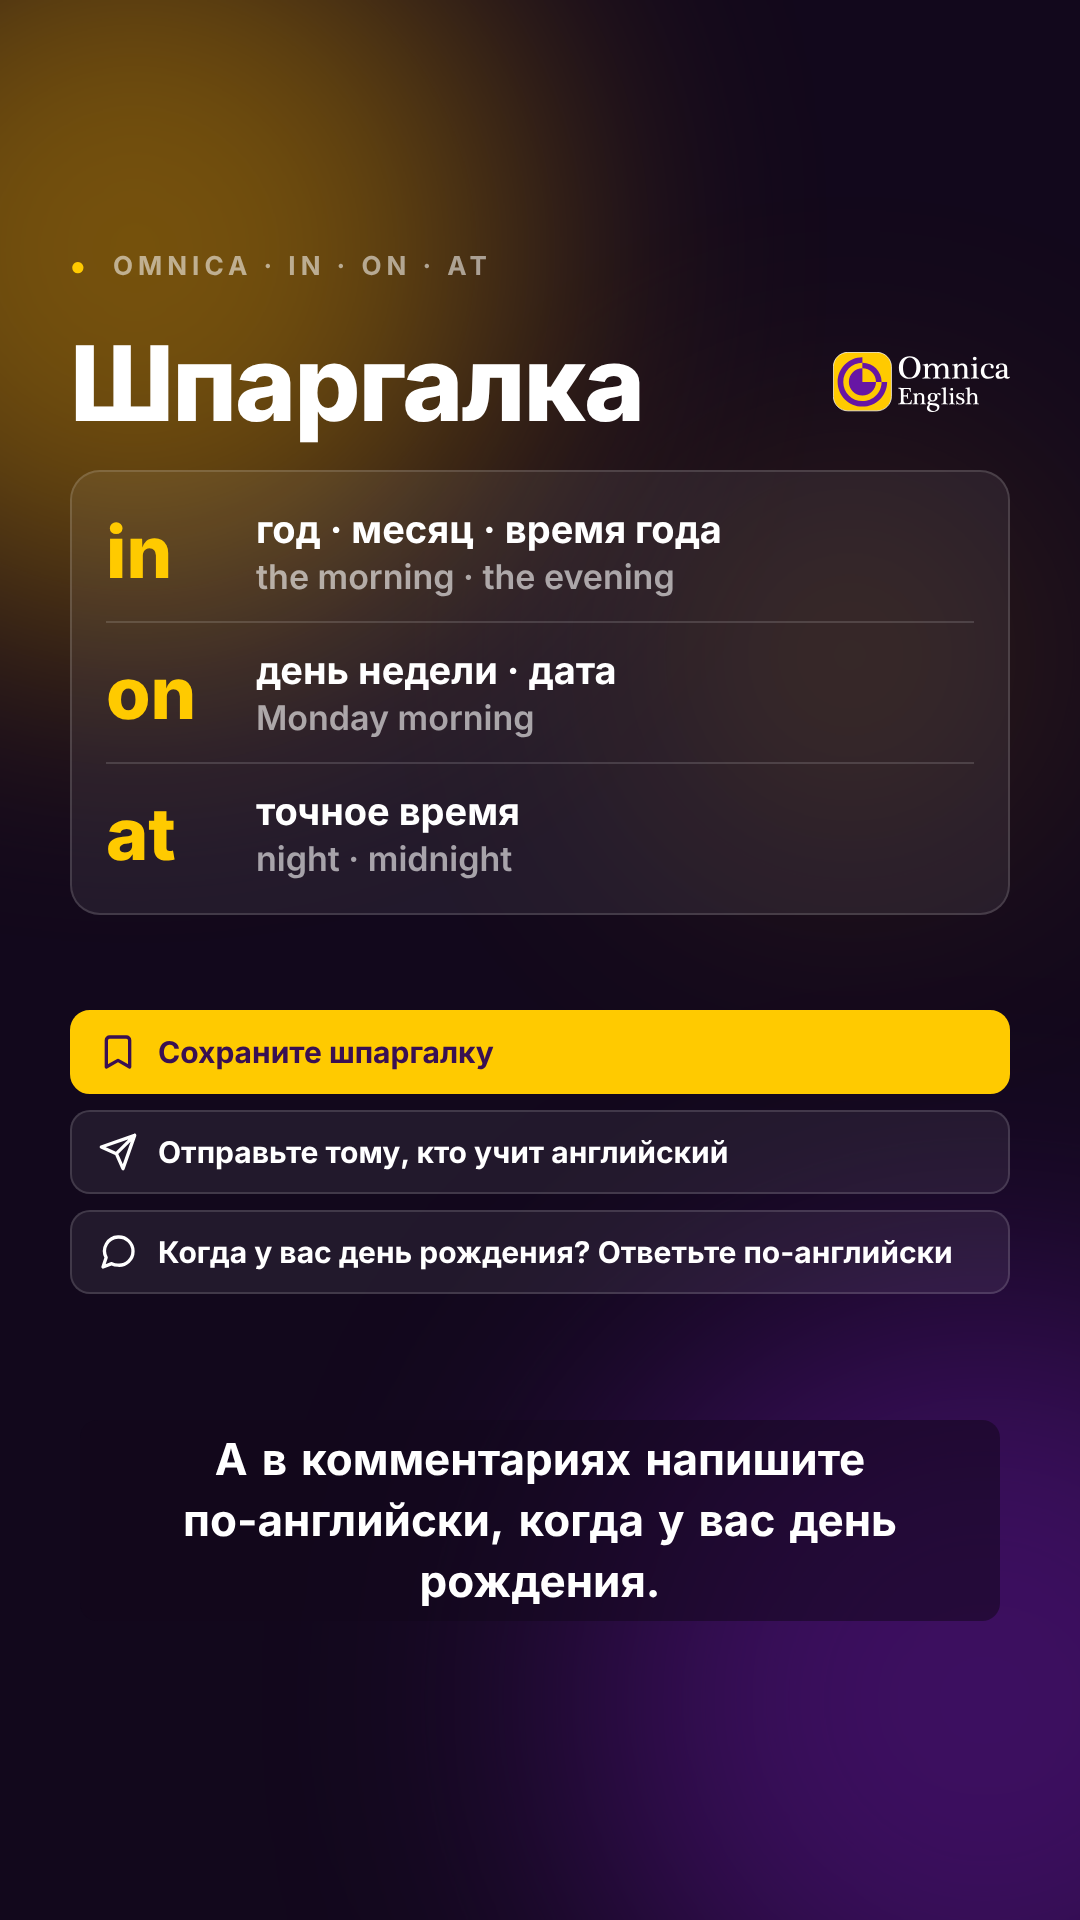 OMNICA · IN · ON · AT
Шпаргалка
Omnica
English
in
год · месяц · время года
the morning · the evening
on
день недели · дата
Monday morning
at
точное время
night · midnight
Сохраните шпаргалку
Отправьте тому, кто учит английский
Когда у вас день рождения? Ответьте по-английски
А в комментариях напишите
по-английски, когда у вас день
рождения.